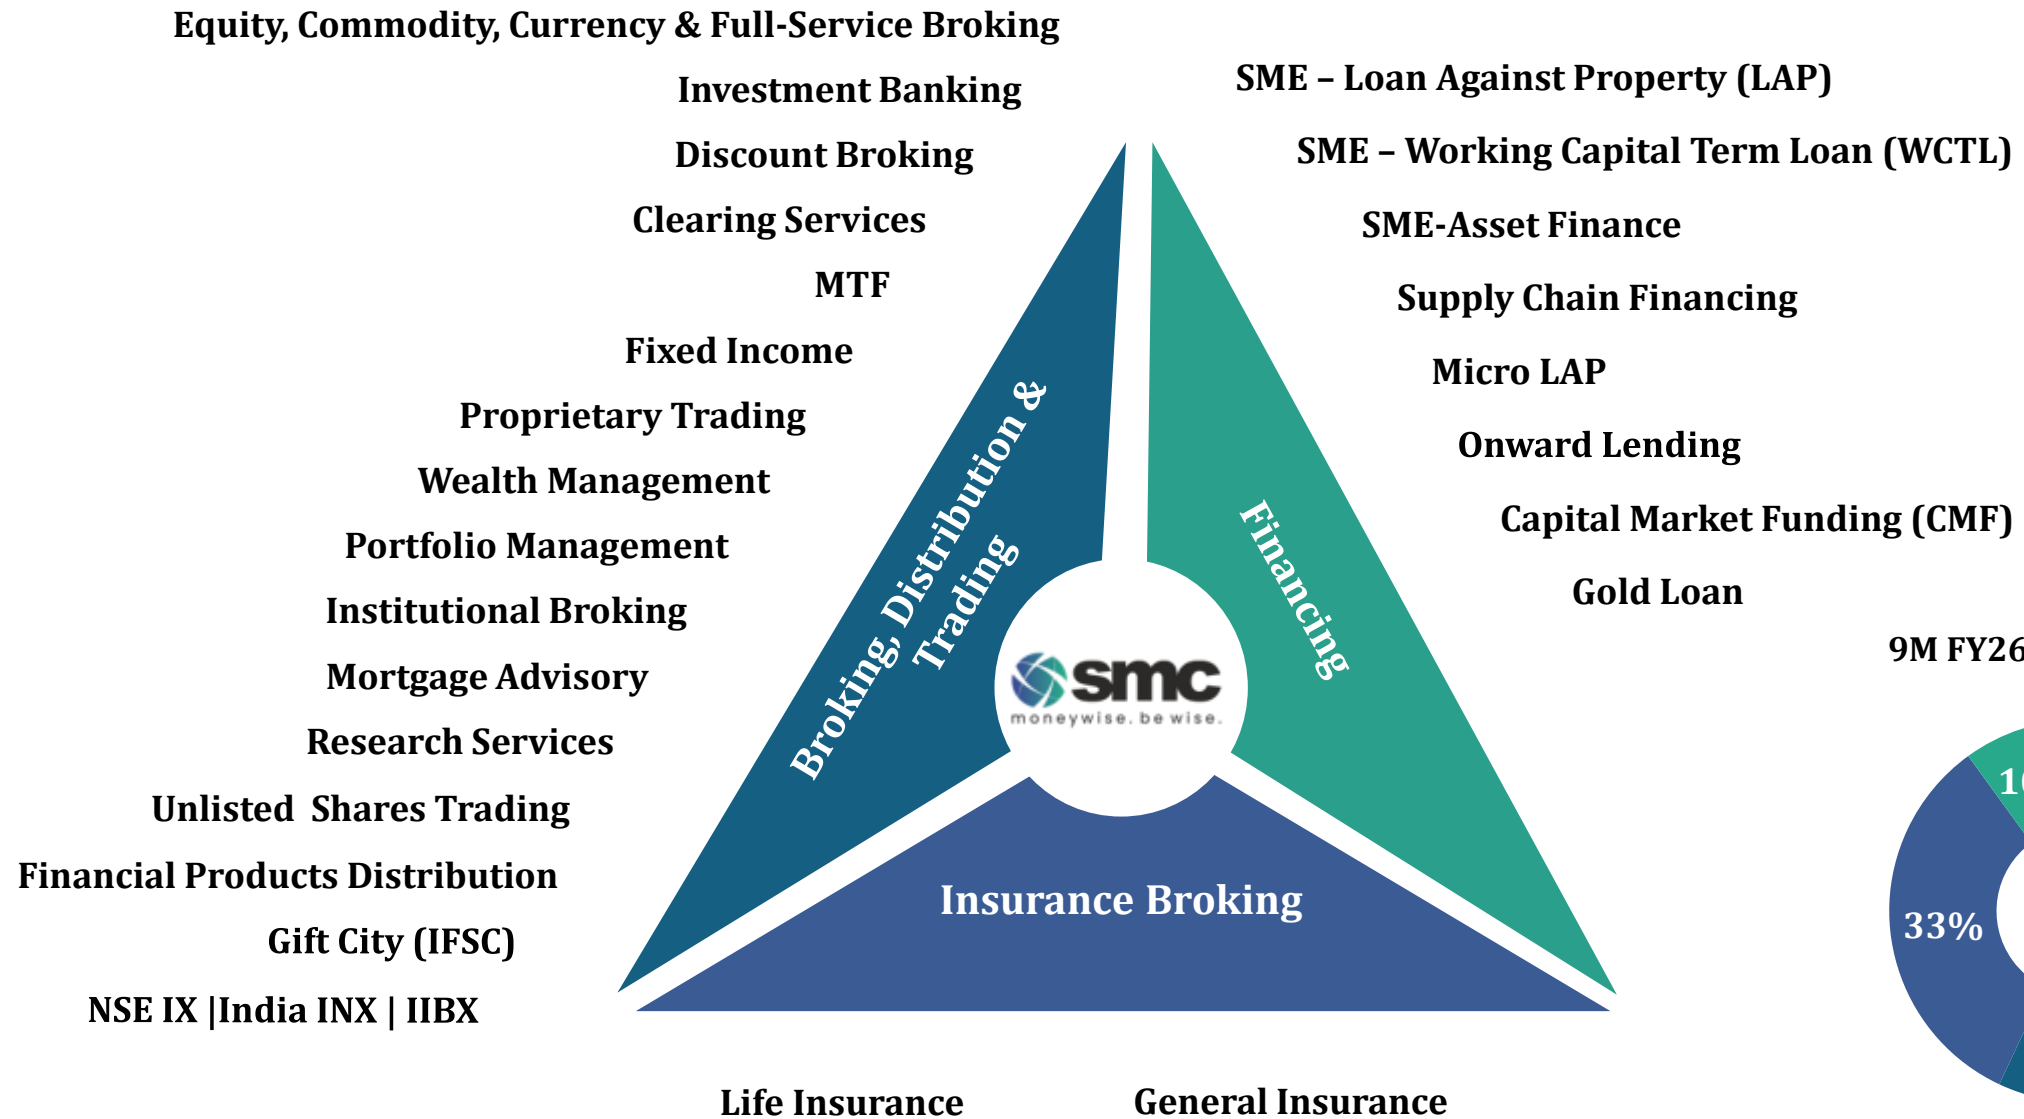 Equity, Commodity, Currency & Full-Service Broking
Investment Banking
Discount Broking
Clearing Services
MTF
Fixed Income
Proprietary Trading
Wealth Management
Portfolio Management
Institutional Broking
Mortgage Advisory
Research Services
Unlisted Shares Trading
Financial Products Distribution
Gift City (IFSC)
NSE IX |India INX | IIBX
Broking, Distribution &
Trading
smc
moneywise. be wise.
Financing
Insurance Broking
Life Insurance
General Insurance
SME – Loan Against Property (LAP)
SME – Working Capital Term Loan (WCTL)
SME-Asset Finance
Supply Chain Financing
Micro LAP
Onward Lending
Capital Market Funding (CMF)
Gold Loan
9M FY26
33%